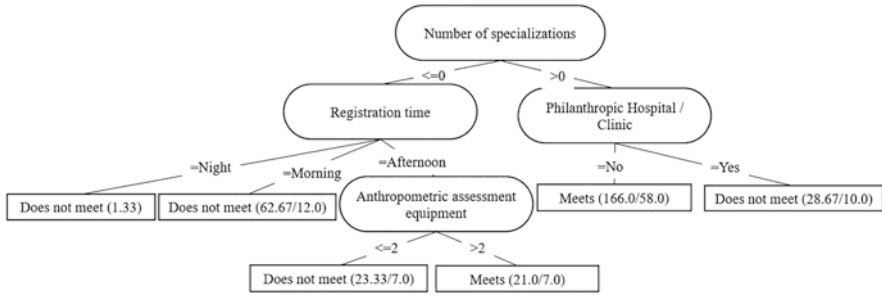 Number of specializations
<=0
>0
Registration time
Philanthropic Hospital /
Clinic
=Night
=Morning
=Afternoon
=No
=Yes
Does not meet (1.33)
Does not meet (62.67/12.0)
Anthropometric assessment
equipment
Meets (166.0/58.0)
Does not meet (28.67/10.0)
<=2
>2
Does not meet (23.33/7.0)
Meets (21.0/7.0)